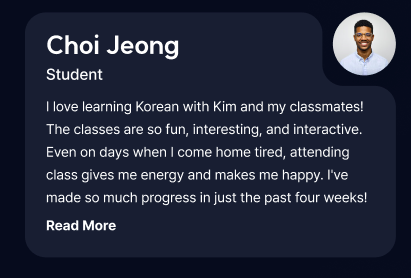 Choi Jeong
Student
I love learning Korean with Kim and my classmates!
The classes are so fun, interesting, and interactive.
Even on days when I come home tired, attending
class gives me energy and makes me happy. I've
made so much progress in just the past four weeks!
Read More